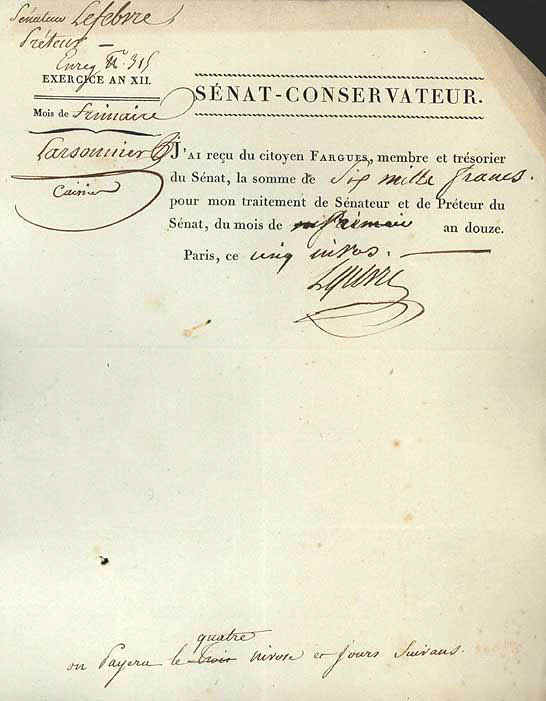 Sénateur Lefebvre
Préteur —
Enreg. N. 315
EXERCICE AN XII.
SÉNAT-CONSERVATEUR.
Mois de frimaire
Larsonnier
Caissier
J'AI reçu du citoyen FARGUES, membre et trésorier
du Sénat, la somme de Six mille francs.
pour mon traitement de Sénateur et de Préteur du
Sénat, du mois de frimaire an douze.
Paris, ce cinq nivos.
Lefebvre
quatre
on Payera le trois nivose et Jours Suivans.